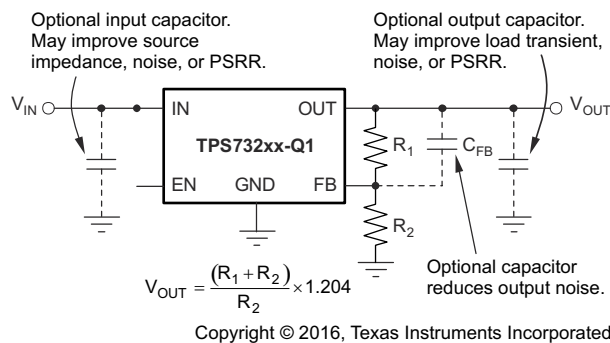 Optional input capacitor.
May improve source
impedance, noise, or PSRR.
Optional output capacitor.
May improve load transient,
noise, or PSRR.
V_IN
IN
OUT
V_OUT
TPS732xx-Q1
R_1
C_FB
EN
GND
FB
R_2
Optional capacitor
reduces output noise.
V_OUT = (R_1 + R_2) / R_2 × 1.204
Copyright © 2016, Texas Instruments Incorporated